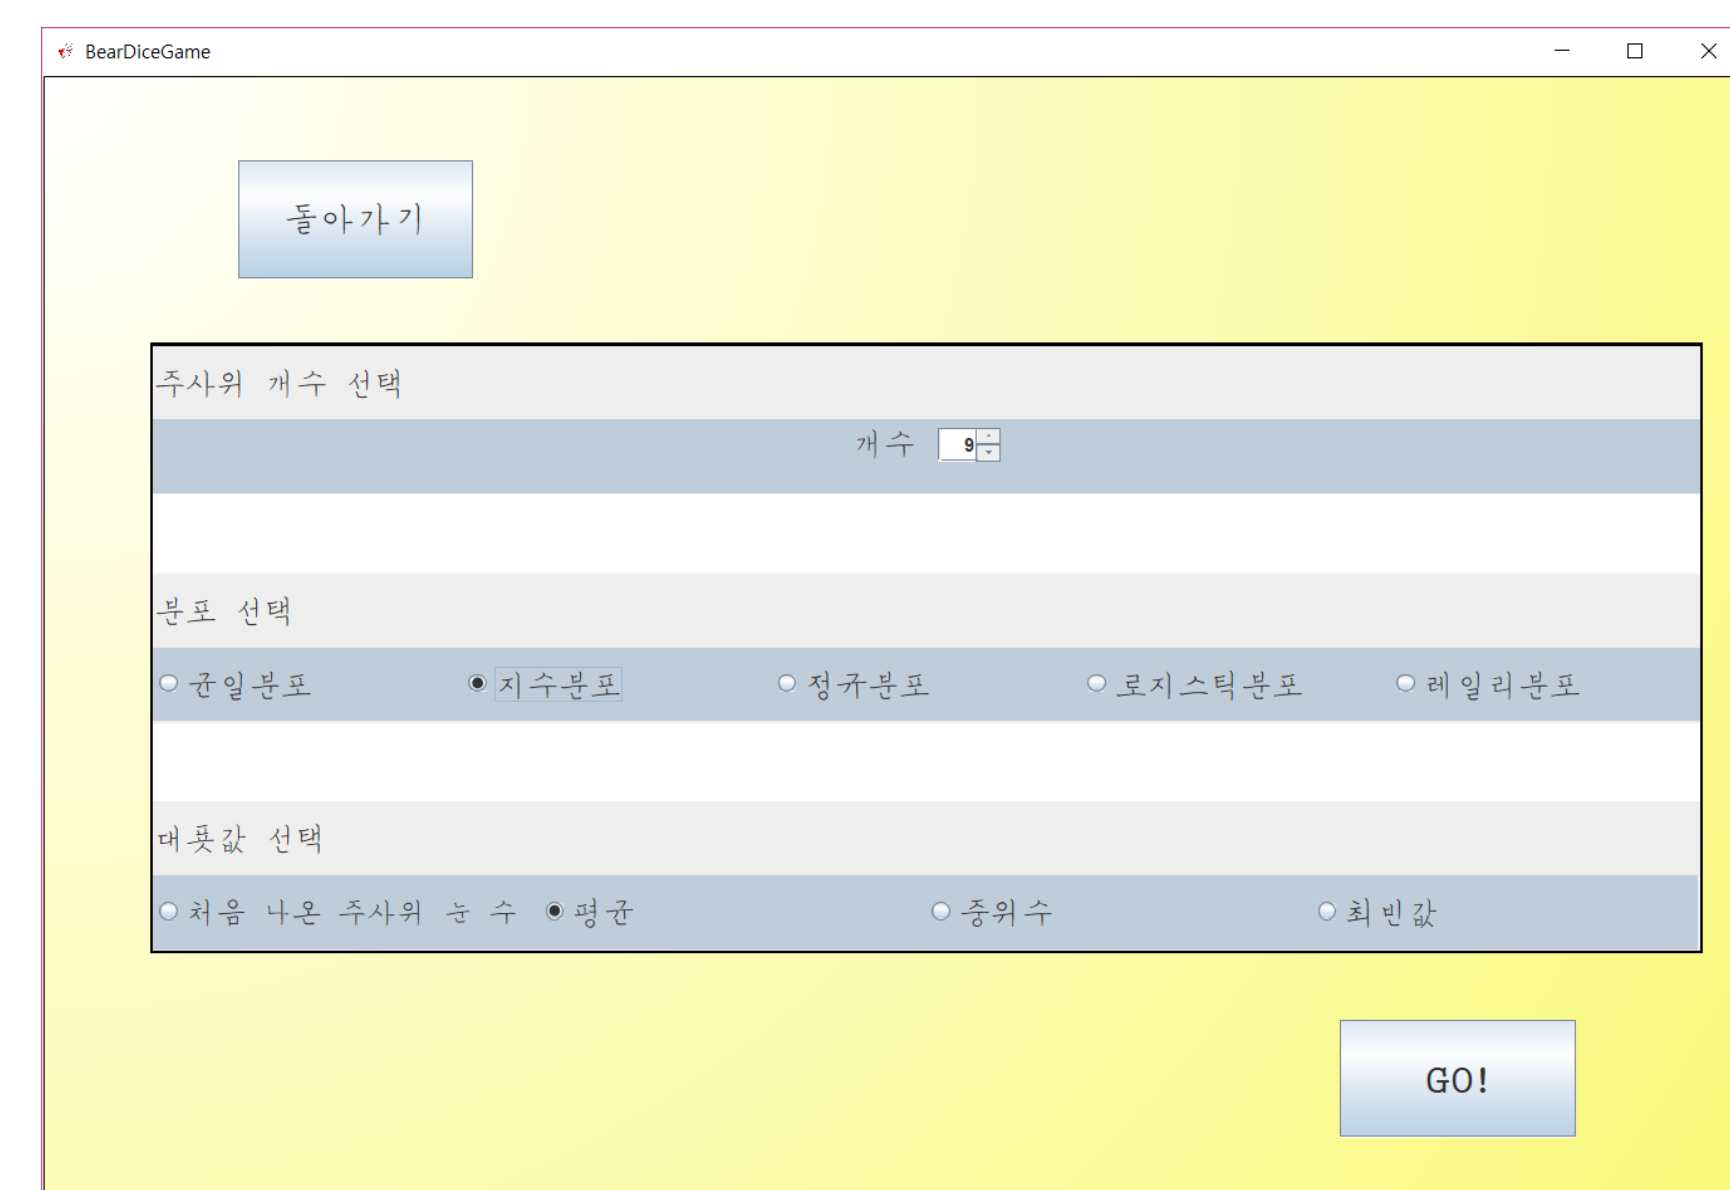 BearDiceGame
돌아가기
주사위 개수 선택
개수 9
분포 선택
균일분포 지수분포 정규분포 로지스틱분포 레일리분포
대푯값 선택
처음 나온 주사위 눈 수 평균 중위수 최빈값
GO!